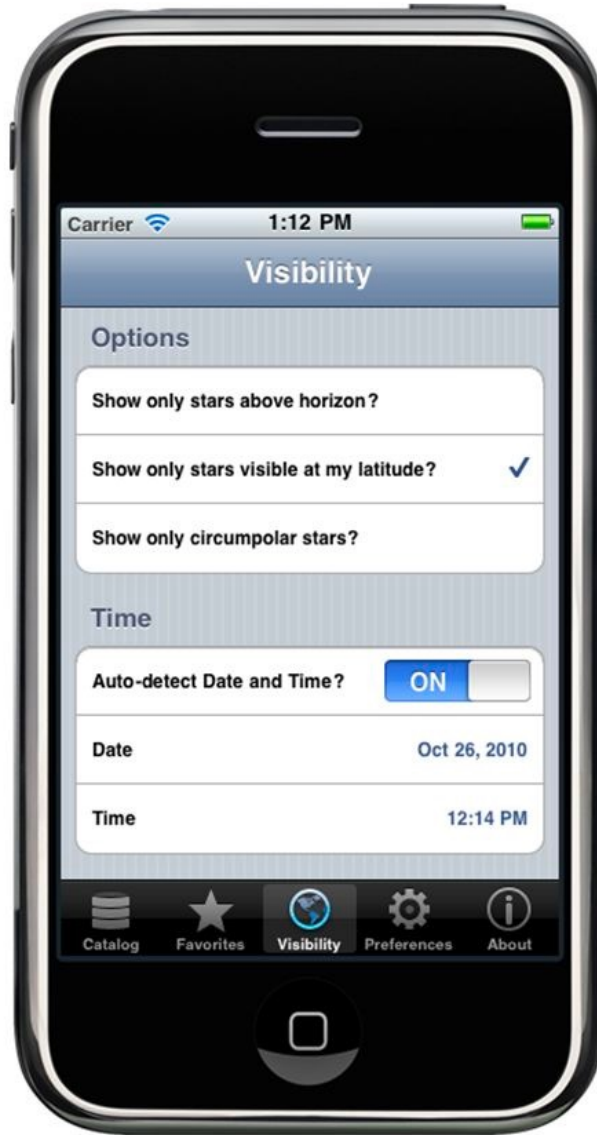 Carrier 1:12 PM
Visibility
Options
Show only stars above horizon?
Show only stars visible at my latitude?
Show only circumpolar stars?
Time
Auto-detect Date and Time? ON
Date Oct 26, 2010
Time 12:14 PM
Catalog Favorites Visibility Preferences About